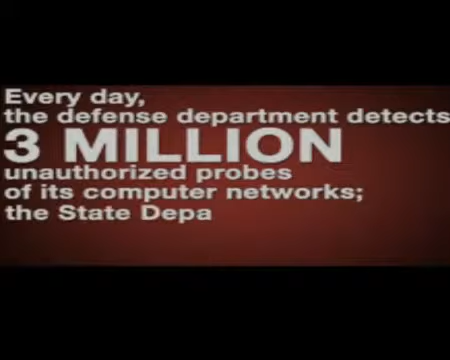 Every day,
the defense department detects
3 MILLION
unauthorized probes
of its computer networks;
the State Depa